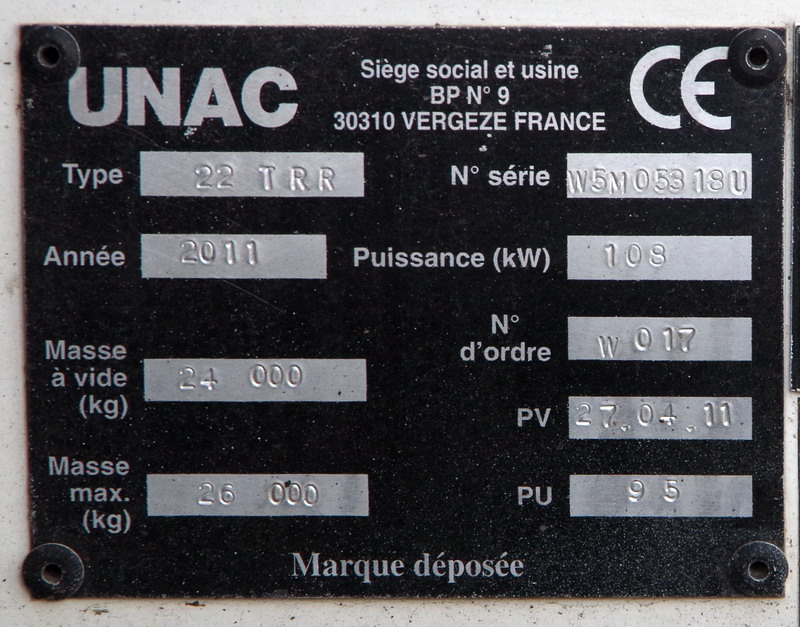 UNAC
Siège social et usine
BP N° 9
30310 VERGEZE FRANCE
CE
Type 22 TRR
N° série W5M05318U
Année 2011
Puissance (kW) 108
N°
d'ordre W 017
Masse
à vide
(kg) 24 000
PV 27.04.11
Masse
max.
(kg) 26 000
PU 95
Marque déposée